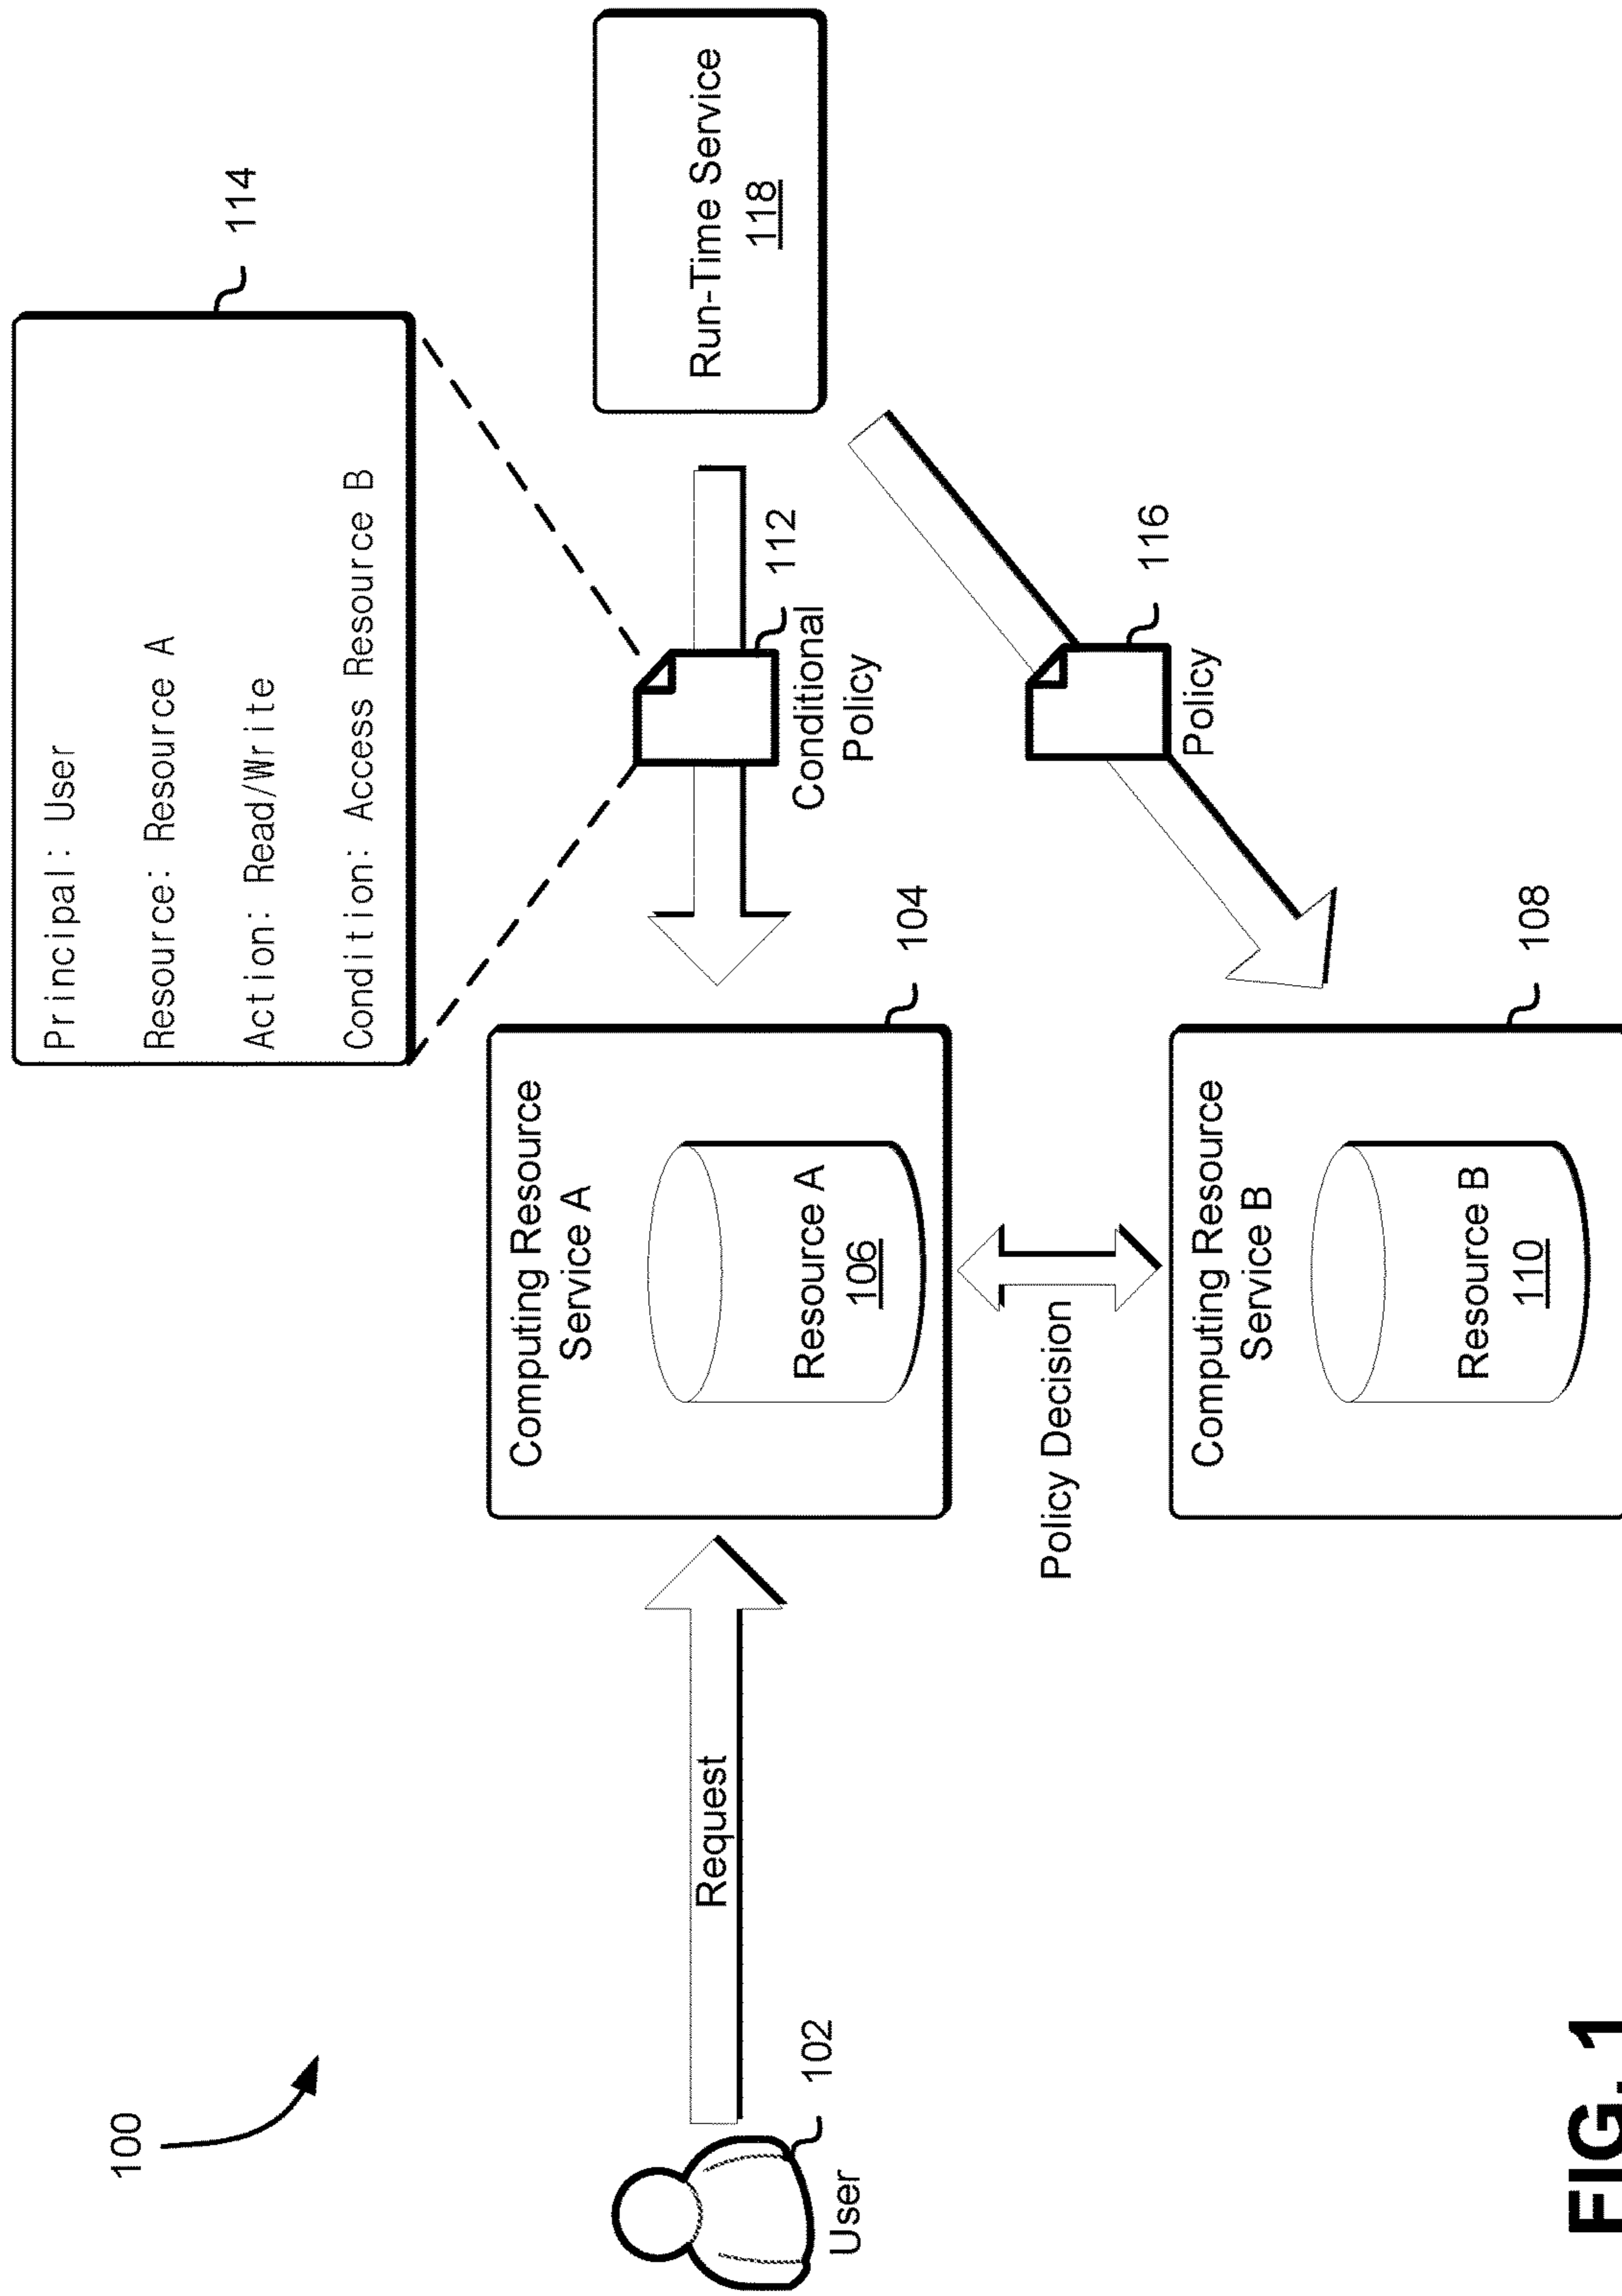 100
Principal: User
Resource: Resource A
Action: Read/Write
Condition: Access Resource B
114
User
102
Request
Computing Resource
Service A
Resource A
106
104
Conditional
Policy
112
Run-Time Service
118
Policy Decision
Policy
116
Computing Resource
Service B
Resource B
110
108
FIG. 1